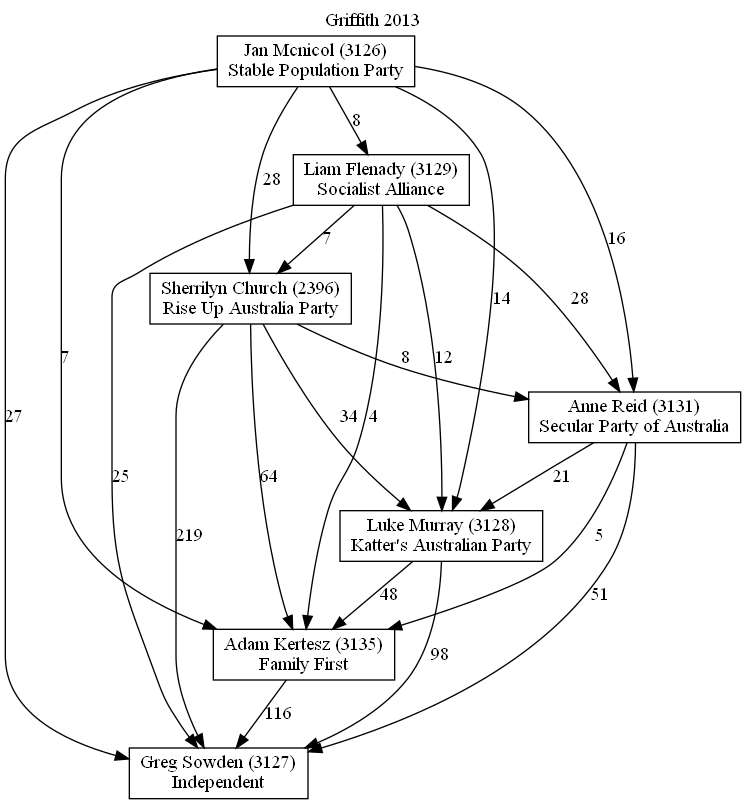 Griffith 2013
Jan Mcnicol (3126)
Stable Population Party
8
Liam Flenady (3129)
Socialist Alliance
28
7
16
14
28
Sherrilyn Church (2396)
Rise Up Australia Party
7
8
12
27
34
4
Anne Reid (3131)
Secular Party of Australia
25
64
21
219
Luke Murray (3128)
Katter's Australian Party
5
48
51
Adam Kertesz (3135)
Family First
98
116
Greg Sowden (3127)
Independent